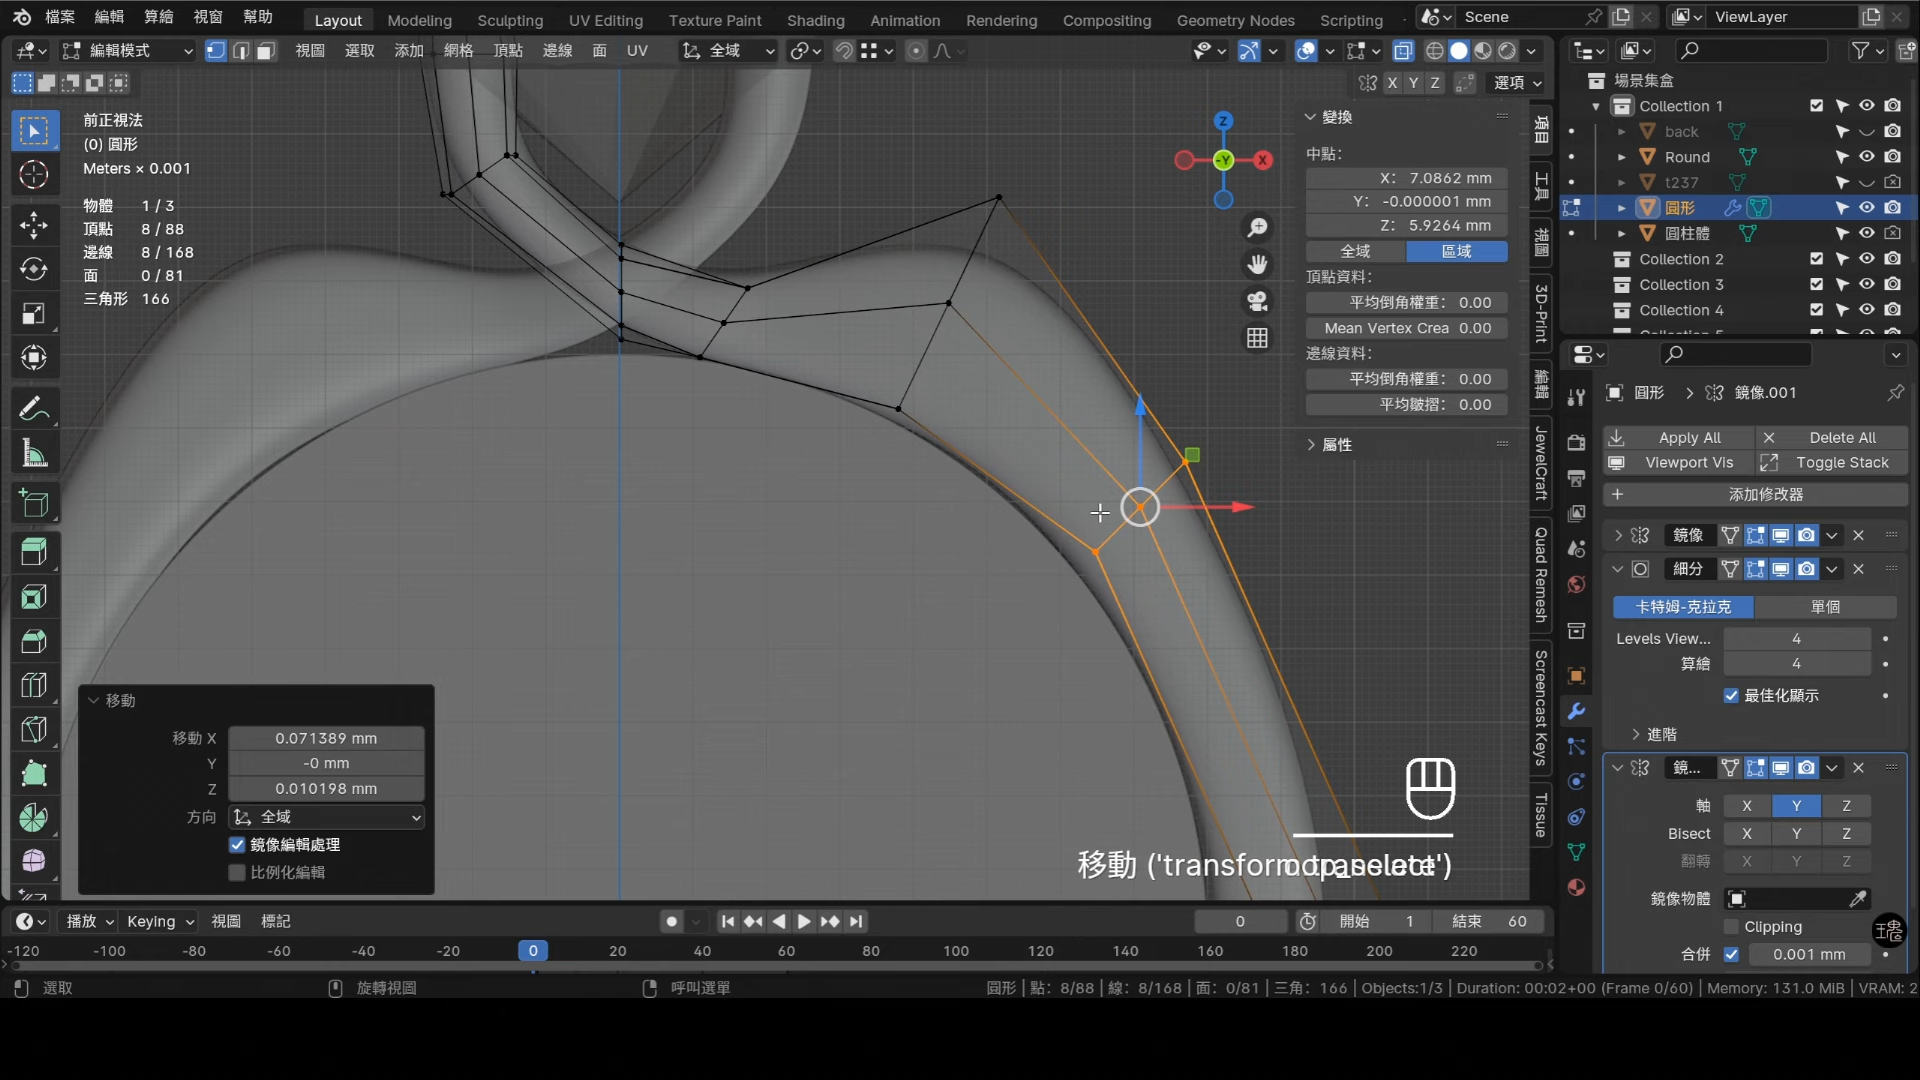 檔案 編輯 算繪 視窗 幫助 Layout Modeling Sculpting UV Editing Texture Paint Shading Animation Rendering Compositing Geometry Nodes Scripting Scene ViewLayer
編輯模式 視圖 選取 添加 網格 頂點 邊線 面 UV 全域
X Y Z 選項
前正視法
(0) 圓形
Meters × 0.001
物體 1 / 3
頂點 8 / 88
邊線 8 / 168
面 0 / 81
三角形 166
Z
-Y X
變換
中點:
X: 7.0862 mm
Y: -0.000001 mm
Z: 5.9264 mm
全域 區域
頂點資料:
平均倒角權重: 0.00
Mean Vertex Crea 0.00
邊線資料:
平均倒角權重: 0.00
平均皺摺: 0.00
屬性
項目
工具
視圖
3D-Print
編輯
JewelCraft
Quad Remesh
Screencast Keys
Tissue
場景集盒
Collection 1
back
Round
t237
圓形
圓柱體
Collection 2
Collection 3
Collection 4
圓形 > 鏡像.001
Apply All Delete All
Viewport Vis Toggle Stack
添加修改器
鏡像
細分
卡特姆-克拉克 單個
Levels View... 4
算繪 4
最佳化顯示
進階
鏡...
軸 X Y Z
Bisect X Y Z
翻轉 X Y Z
鏡像物體
Clipping
合併 0.001 mm
移動
移動 X 0.071389 mm
Y -0 mm
Z 0.010198 mm
方向 全域
鏡像編輯處理
比例化編輯
播放 Keying 視圖 標記 0 開始 1 結束 60
-120 -100 -80 -60 -40 -20 0 20 40 60 80 100 120 140 160 180 200 220
選取 旋轉視圖 呼叫選單 圓形 | 點: 8/88 | 線: 8/168 | 面: 0/81 | 三角: 166 | Objects:1/3 | Duration: 00:02+00 (Frame 0/60) | Memory: 131.0 MiB | VRAM: 2